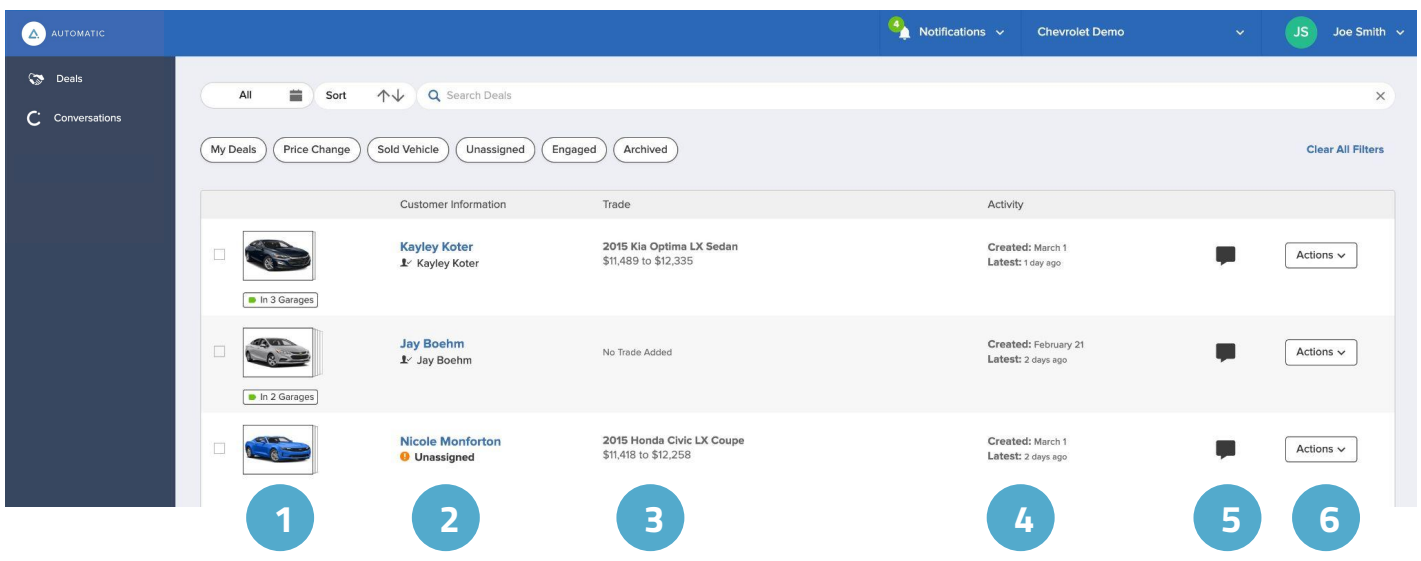 AUTOMATIC
4 Notifications Chevrolet Demo JS Joe Smith
Deals
Conversations
All Sort Search Deals
My Deals Price Change Sold Vehicle Unassigned Engaged Archived Clear All Filters
Customer Information Trade Activity
Kayley Koter 2015 Kia Optima LX Sedan Created: March 1
Kayley Koter $11,489 to $12,335 Latest: 1 day ago
Actions
In 3 Garages
Jay Boehm Created: February 21
Jay Boehm No Trade Added Latest: 2 days ago
Actions
In 2 Garages
Nicole Monforton 2015 Honda Civic LX Coupe Created: March 1
Unassigned $11,418 to $12,258 Latest: 2 days ago
Actions
1 2 3 4 5 6